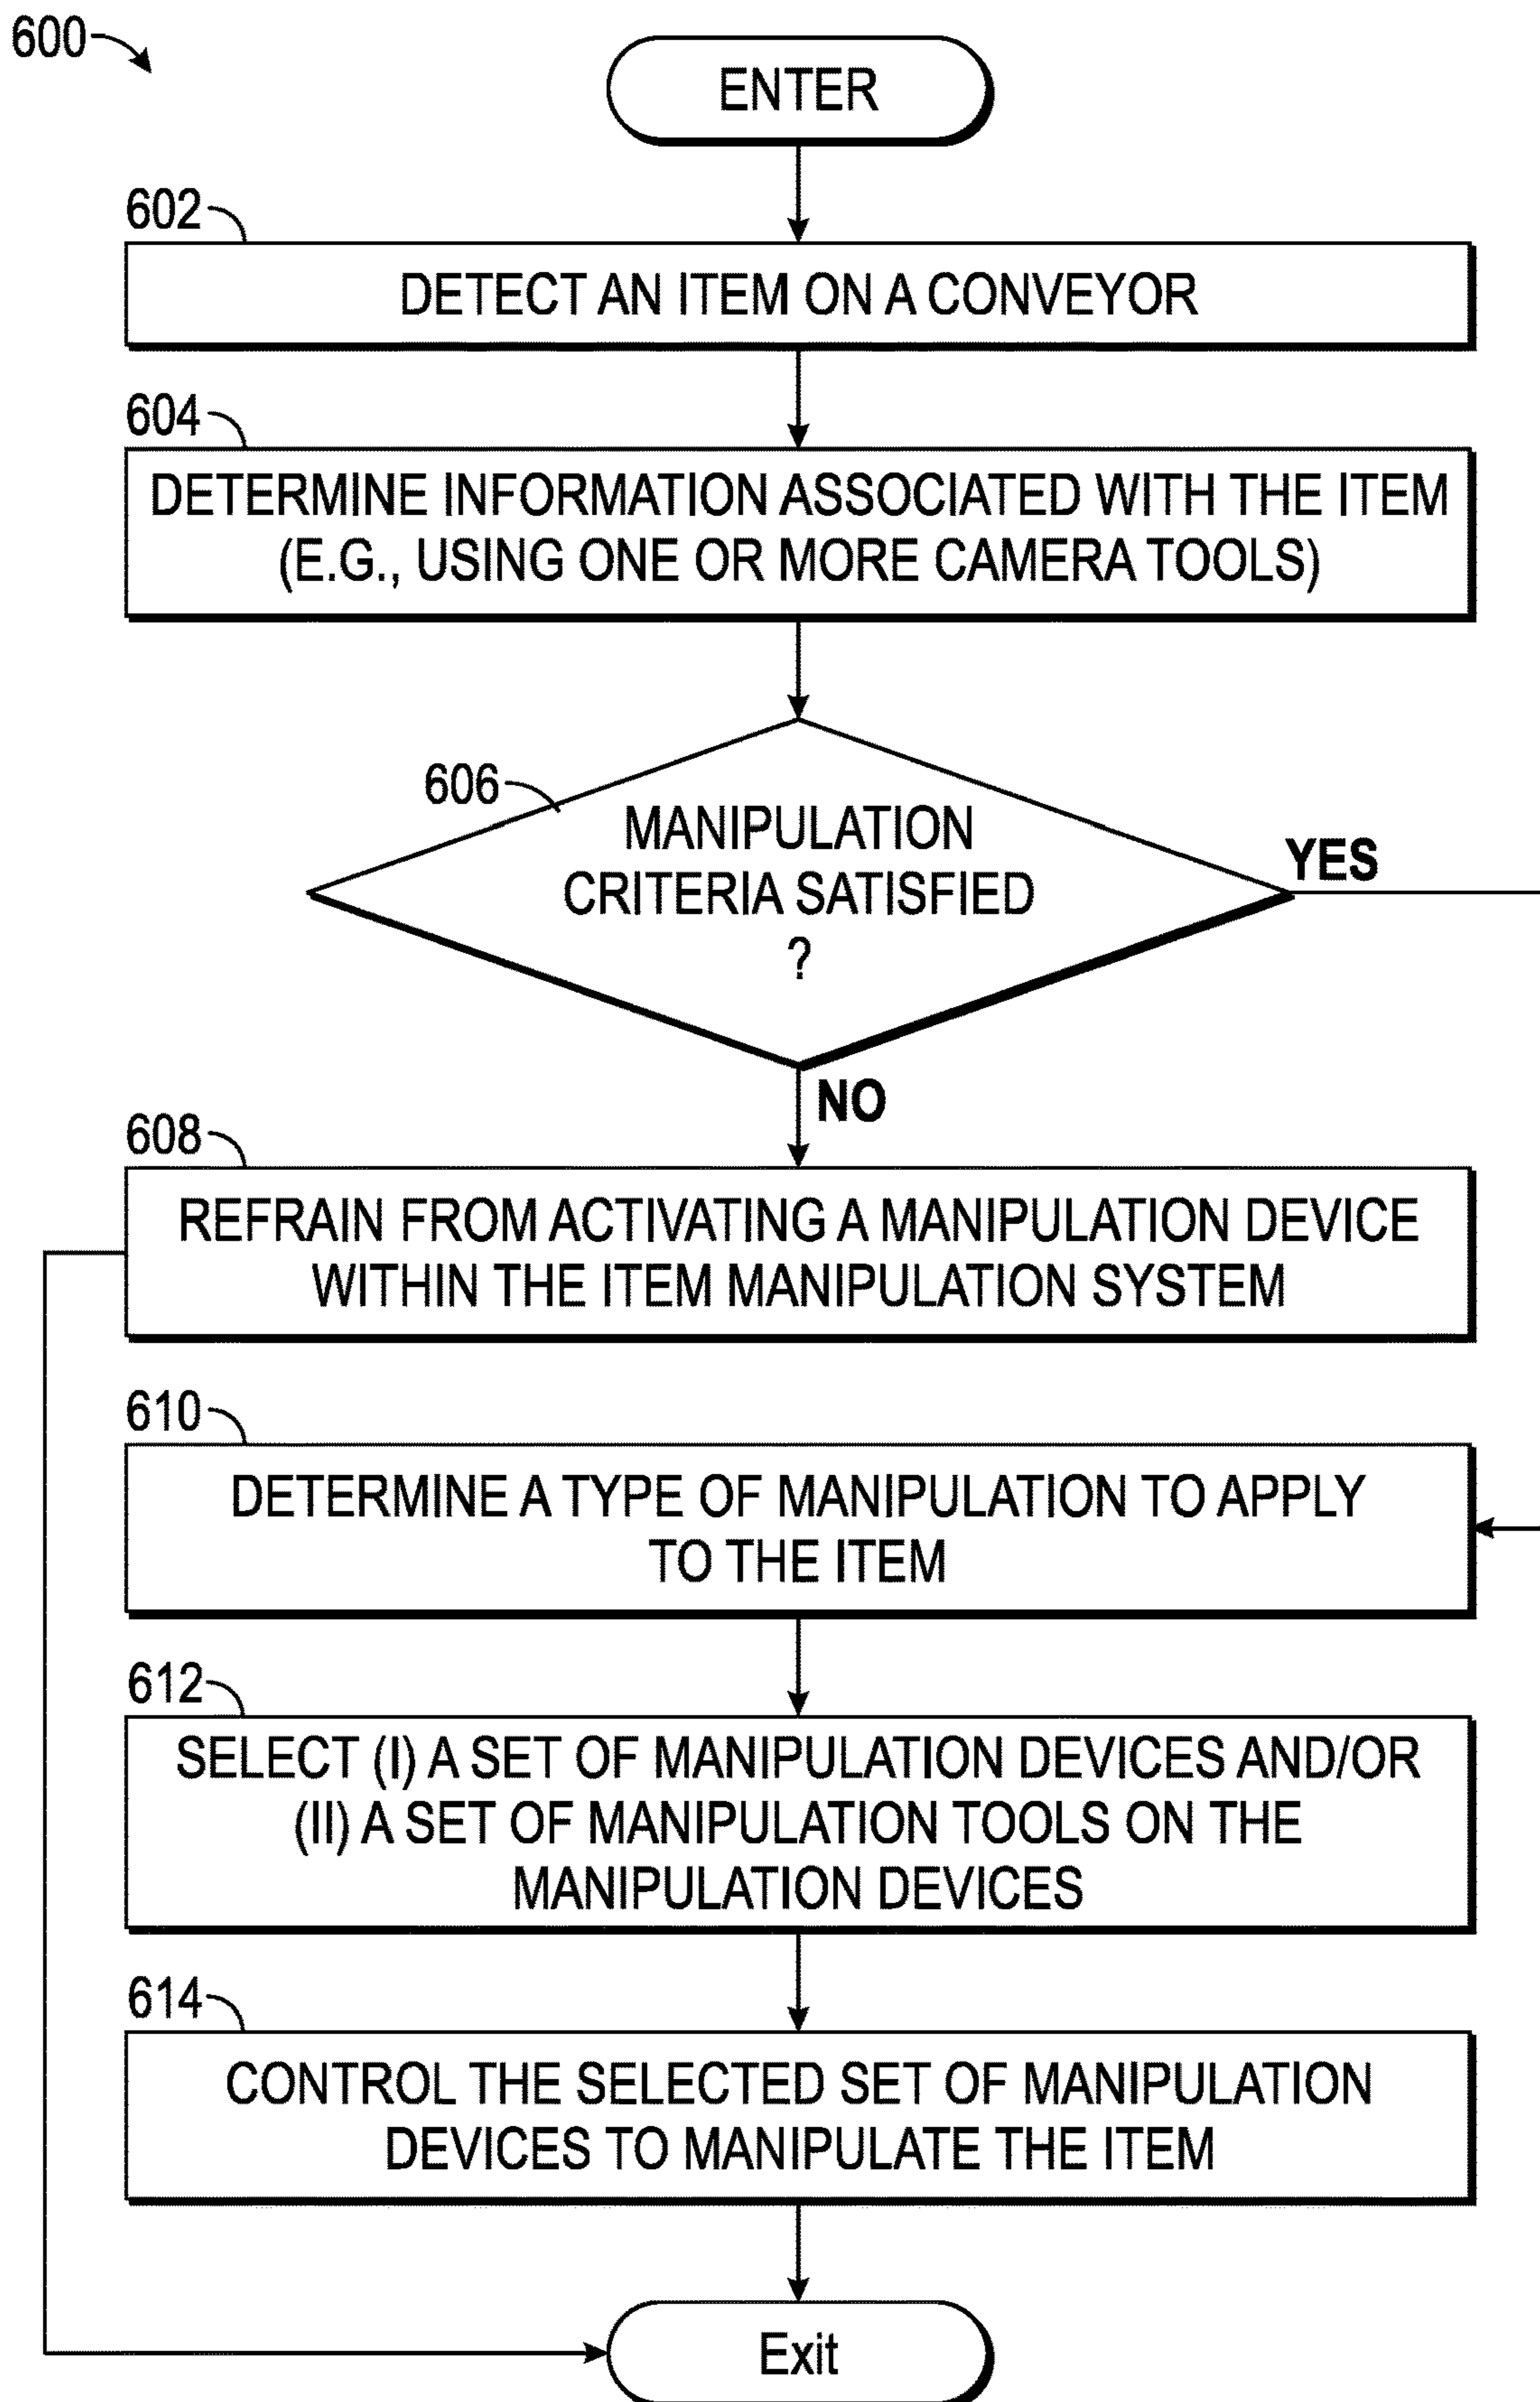 600
ENTER
602
DETECT AN ITEM ON A CONVEYOR
604
DETERMINE INFORMATION ASSOCIATED WITH THE ITEM
(E.G., USING ONE OR MORE CAMERA TOOLS)
606
MANIPULATION
CRITERIA SATISFIED
?
YES
NO
608
REFRAIN FROM ACTIVATING A MANIPULATION DEVICE
WITHIN THE ITEM MANIPULATION SYSTEM
610
DETERMINE A TYPE OF MANIPULATION TO APPLY
TO THE ITEM
612
SELECT (I) A SET OF MANIPULATION DEVICES AND/OR
(II) A SET OF MANIPULATION TOOLS ON THE
MANIPULATION DEVICES
614
CONTROL THE SELECTED SET OF MANIPULATION
DEVICES TO MANIPULATE THE ITEM
Exit